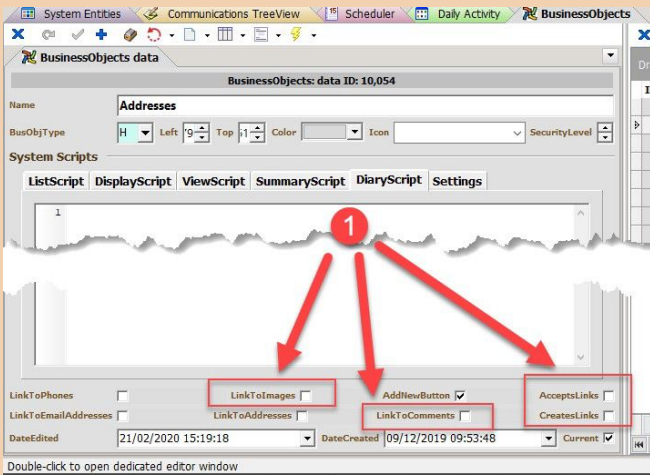 System Entities Communications TreeView Scheduler Daily Activity BusinessObjects
BusinessObjects data
BusinessObjects: data ID: 10,054
Name Addresses
BusObjType H Left Top Color Icon SecurityLevel
System Scripts
ListScript DisplayScript ViewScript SummaryScript DiaryScript Settings
1
1
LinkToPhones LinkToImages AddNewButton AcceptsLinks
LinkToEmailAddresses LinkToAddresses LinkToComments CreatesLinks
DateEdited 21/02/2020 15:19:18 DateCreated 09/12/2019 09:53:48 Current
Double-click to open dedicated editor window